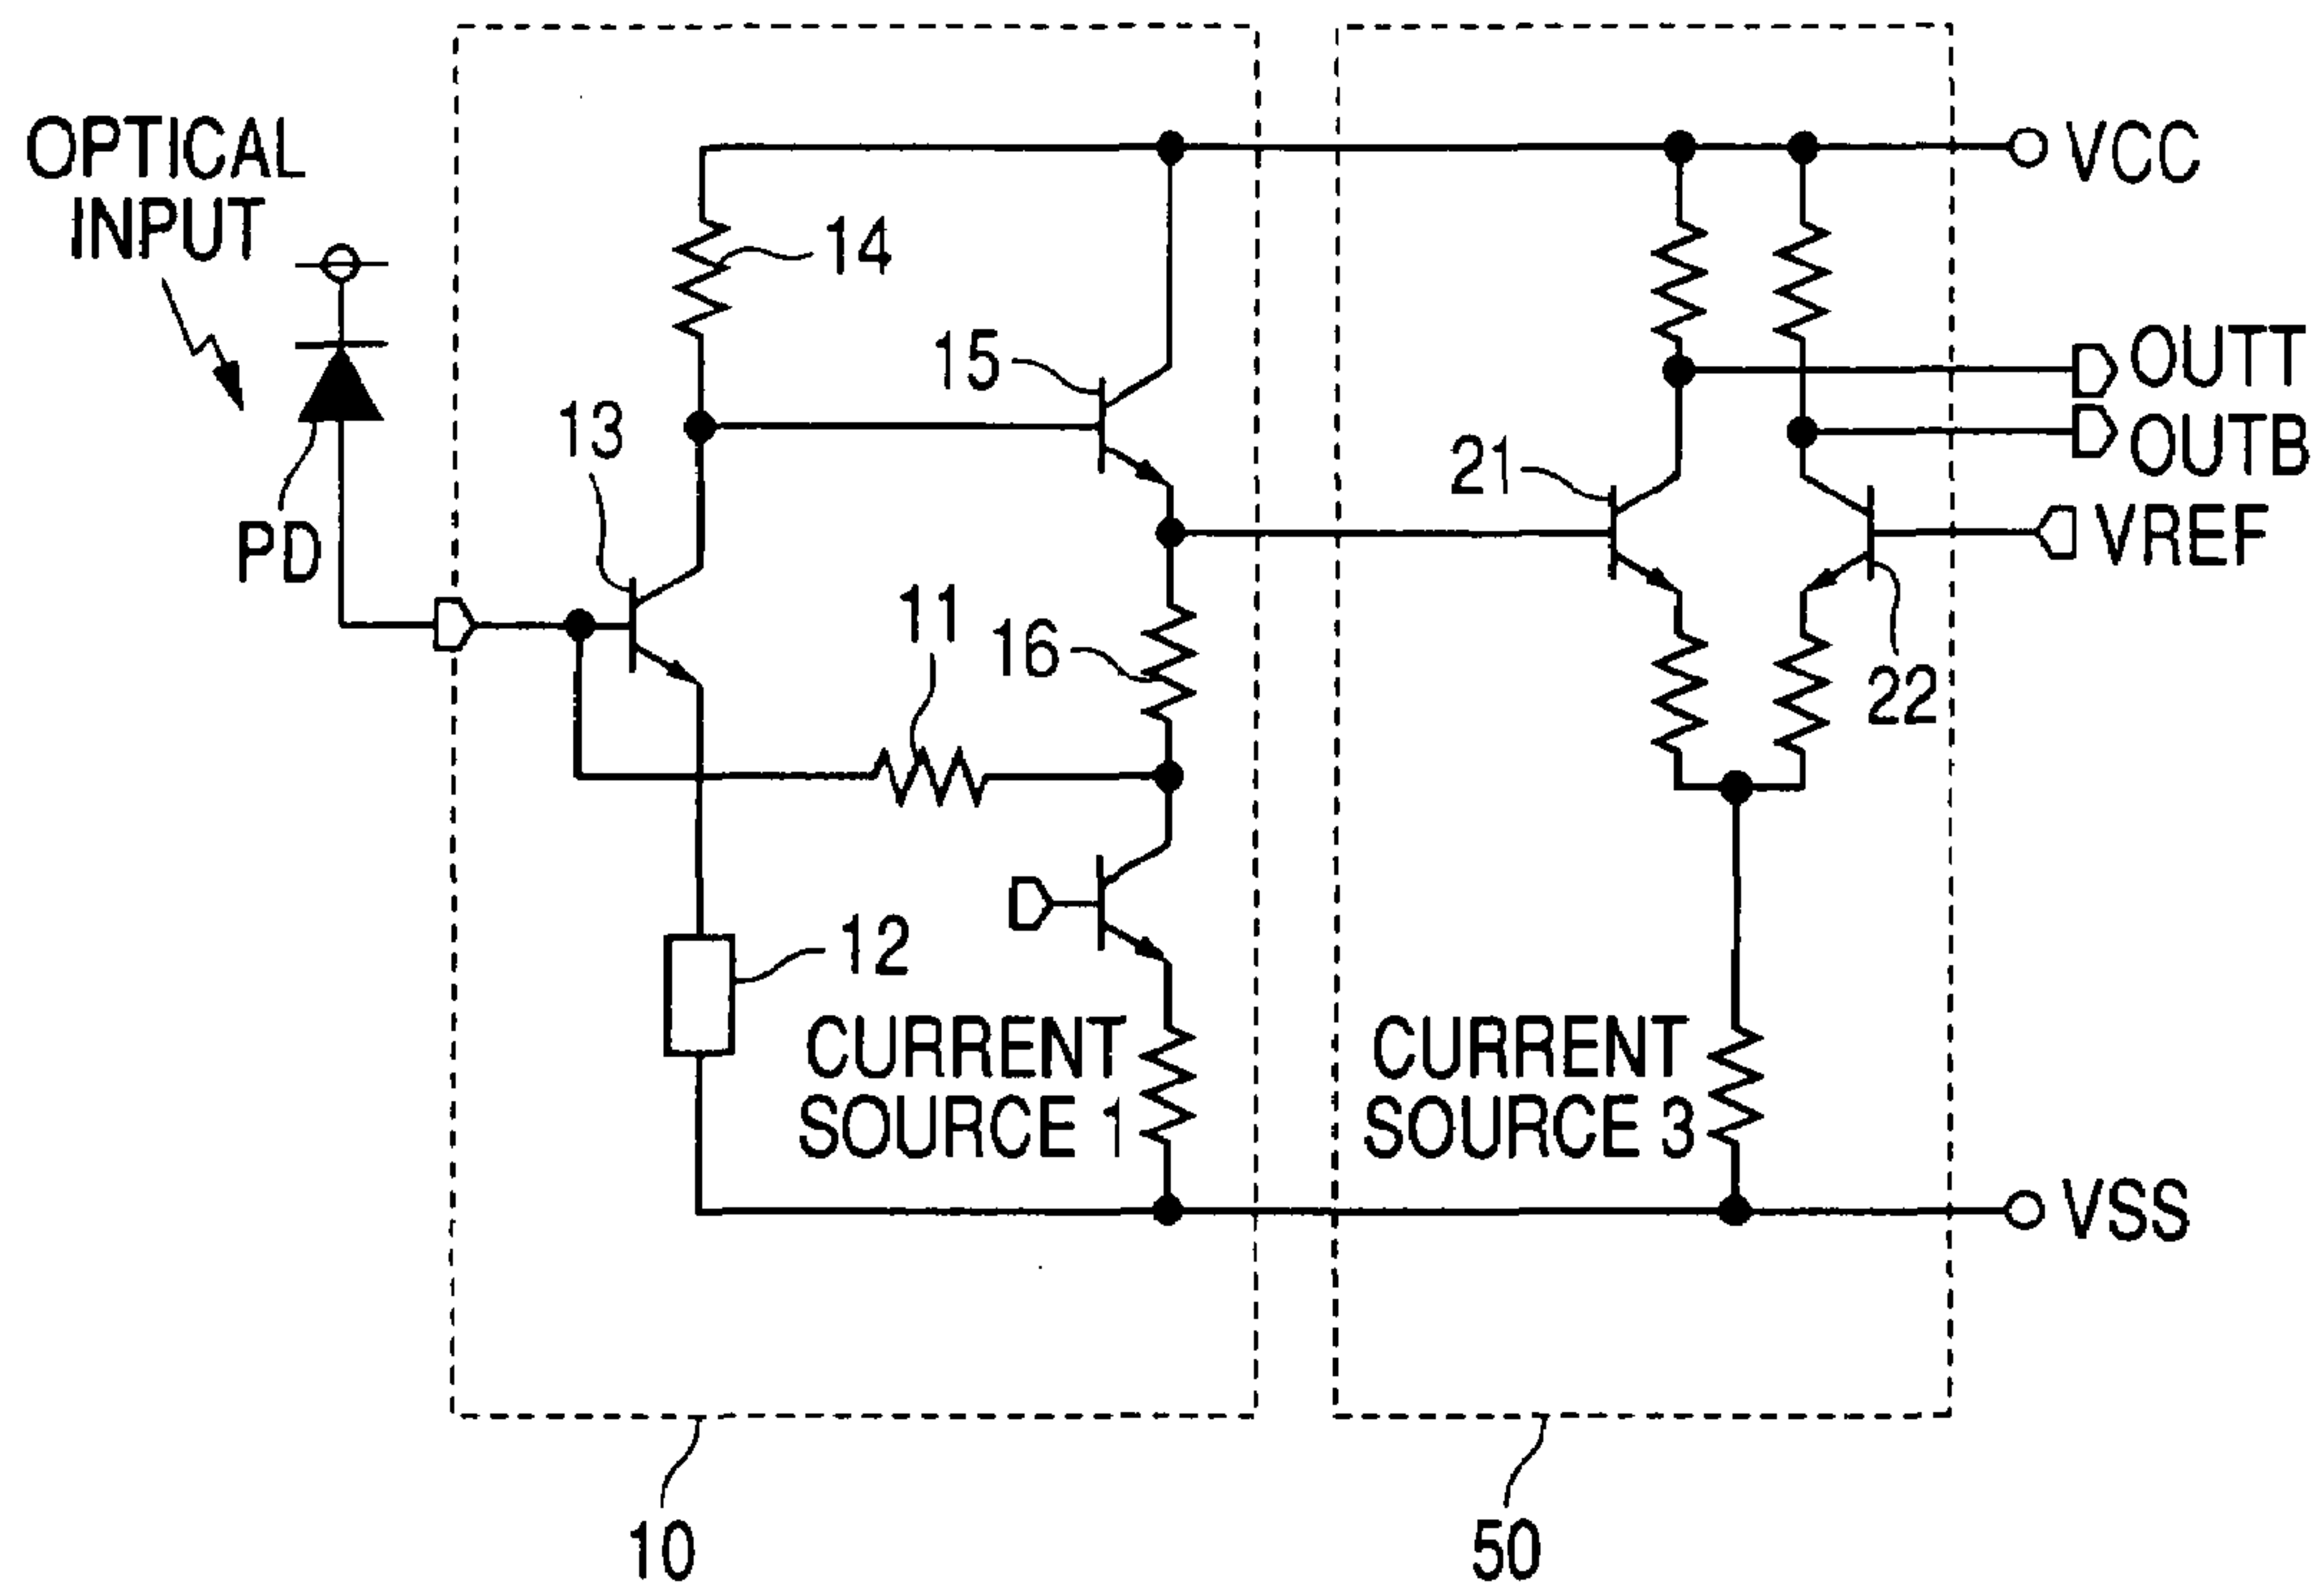 OPTICAL
INPUT
PD
14
15
13
11
16
12
CURRENT
SOURCE 1
10
VCC
OUTT
OUTB
VREF
21
22
CURRENT
SOURCE 3
VSS
50